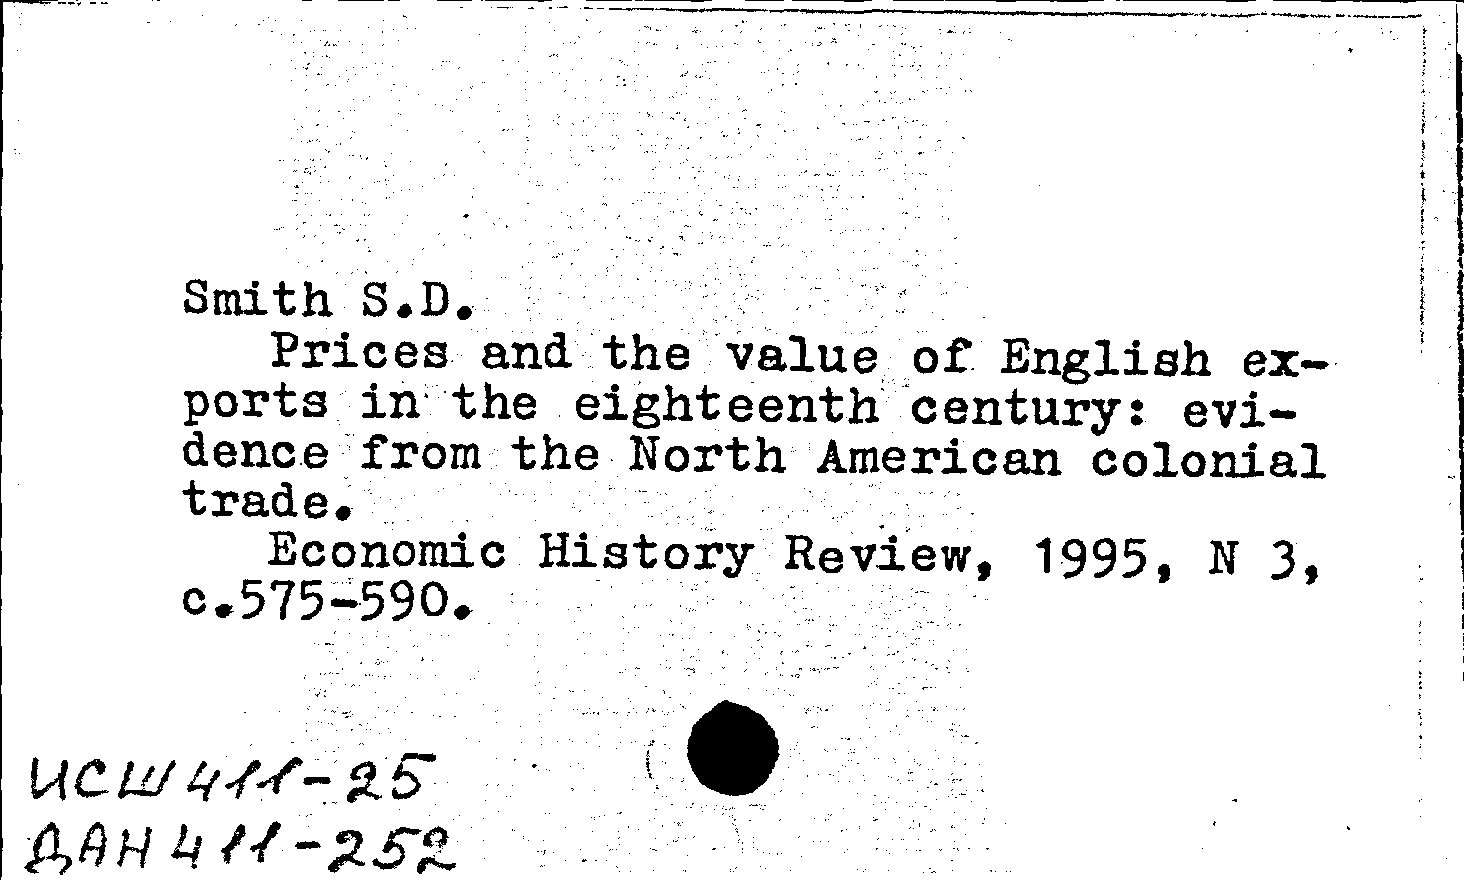 Smith S.D.
Prices and the value of English ex-
ports in the eighteenth century: evi-
dence from the North American colonial
trade.
Economic History Review, 1995, N 3,
c.575-590.
ИСШ 411-25
ДАН 411-252